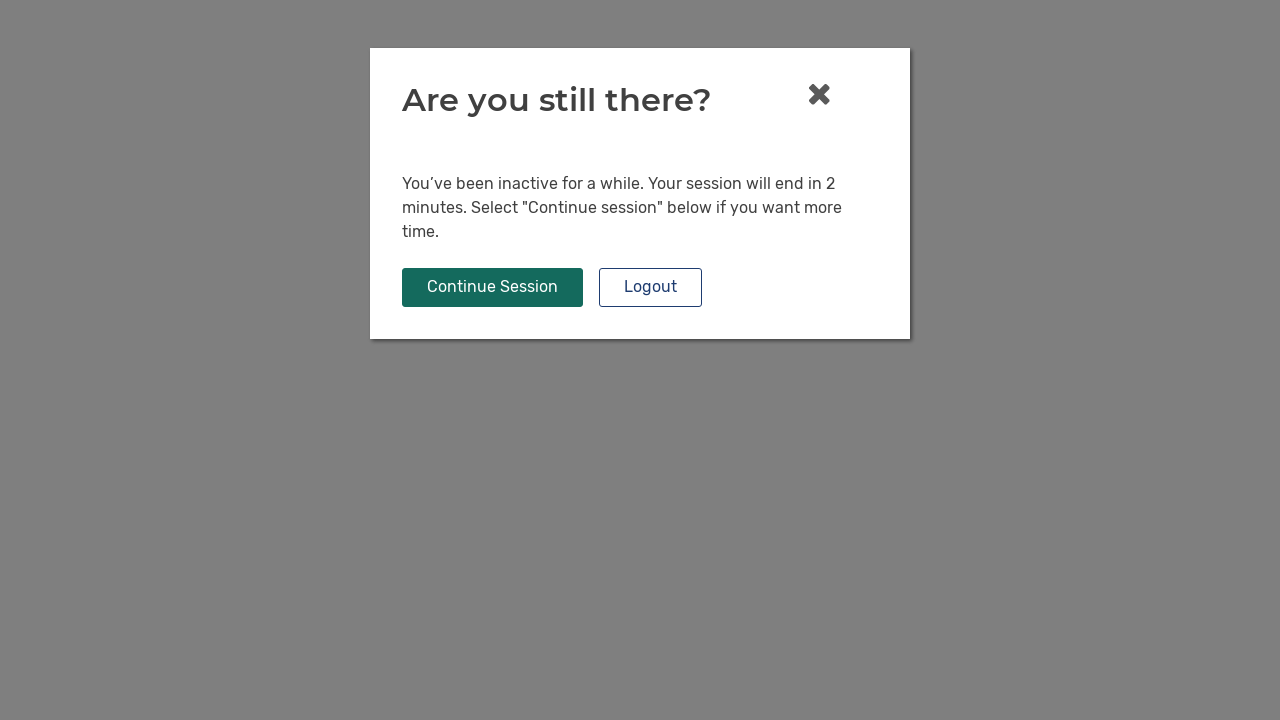 Are you still there?
You’ve been inactive for a while. Your session will end in 2
minutes. Select "Continue session" below if you want more
time.
Continue Session
Logout